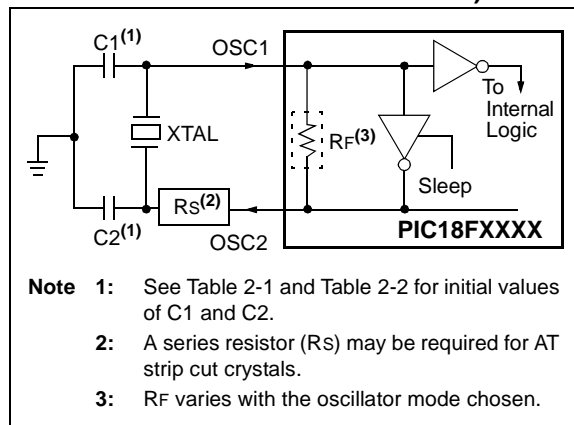 C1(1)
OSC1
To
Internal
Logic
XTAL
RF(3)
Sleep
RS(2)
C2(1)
OSC2
PIC18FXXXX
Note 1: See Table 2-1 and Table 2-2 for initial values
of C1 and C2.
2: A series resistor (RS) may be required for AT
strip cut crystals.
3: RF varies with the oscillator mode chosen.